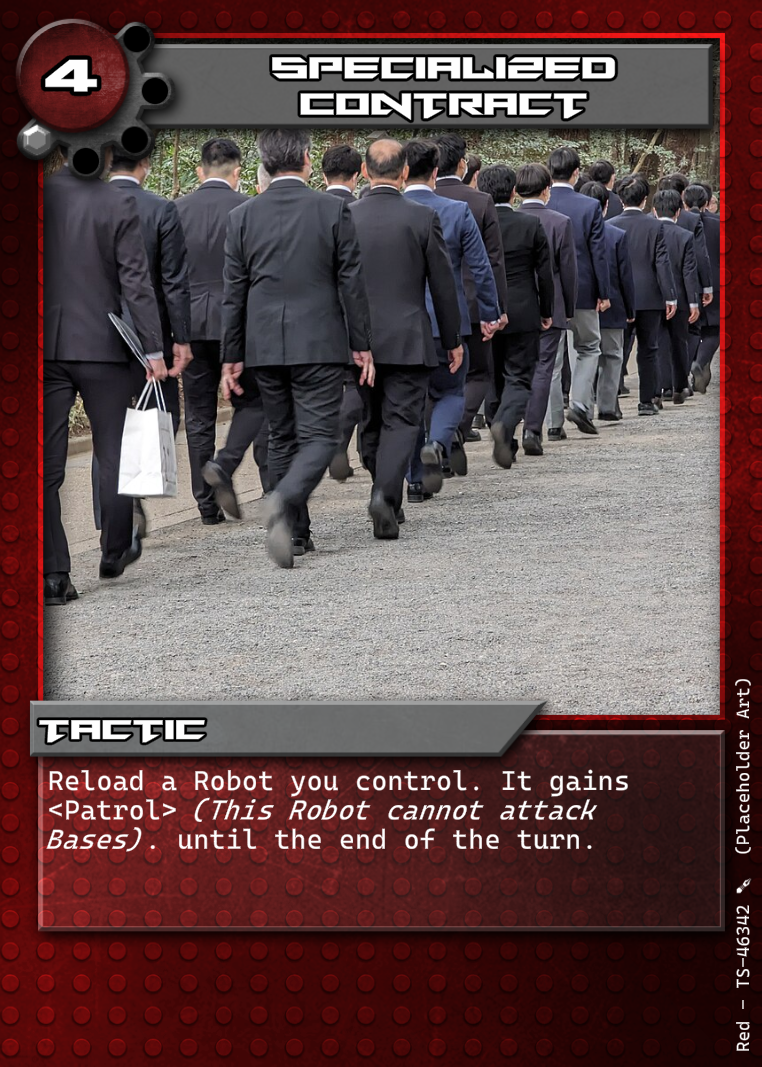 4
SPECIALIZED
CONTRACT
TACTIC
Reload a Robot you control. It gains
<Patrol> (This Robot cannot attack
Bases). until the end of the turn.
Red – TS-46342 (Placeholder Art)